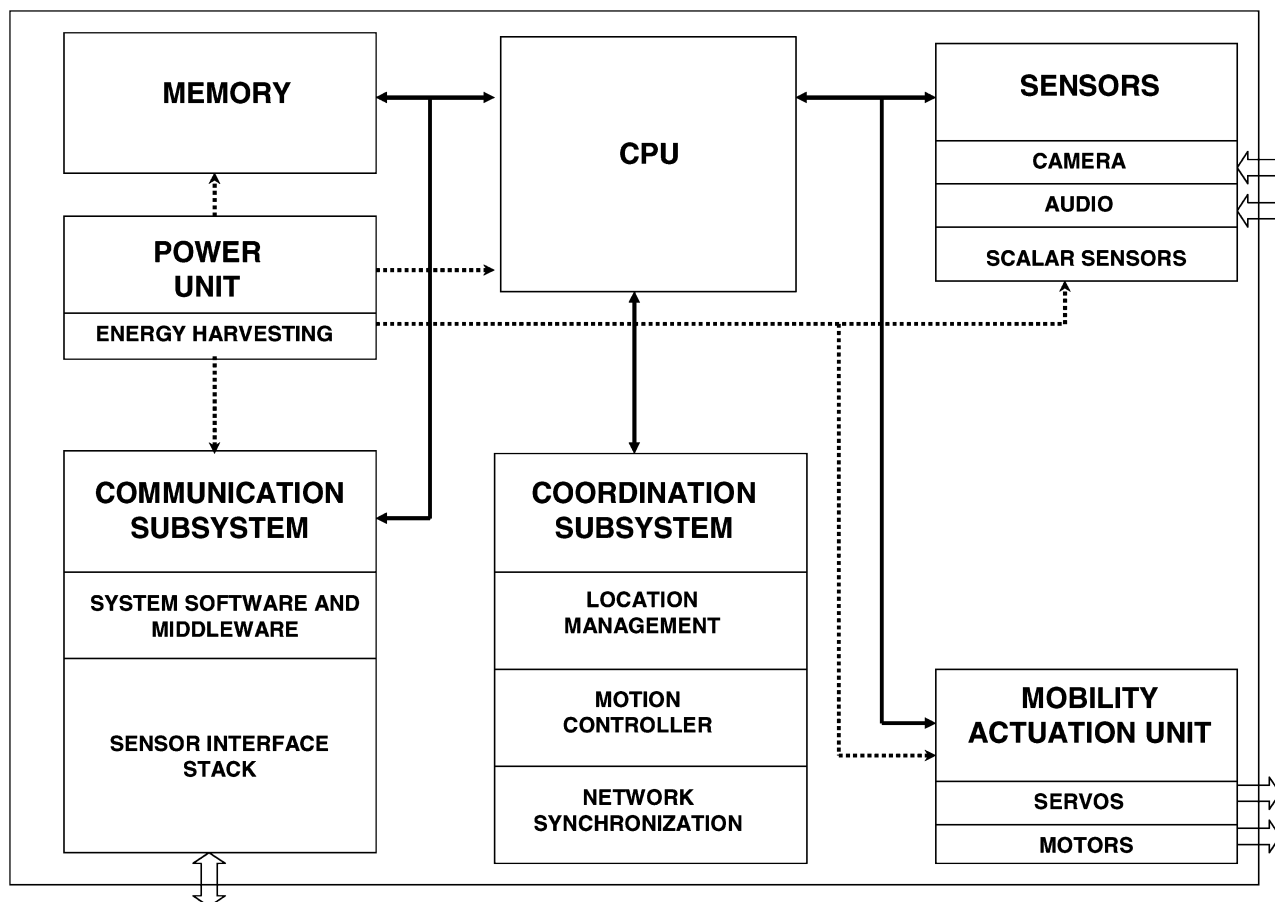 MEMORY
CPU
SENSORS
CAMERA
AUDIO
SCALAR SENSORS
POWER
UNIT
ENERGY HARVESTING
COMMUNICATION
SUBSYSTEM
SYSTEM SOFTWARE AND
MIDDLEWARE
SENSOR INTERFACE
STACK
COORDINATION
SUBSYSTEM
LOCATION
MANAGEMENT
MOTION
CONTROLLER
NETWORK
SYNCHRONIZATION
MOBILITY
ACTUATION UNIT
SERVOS
MOTORS